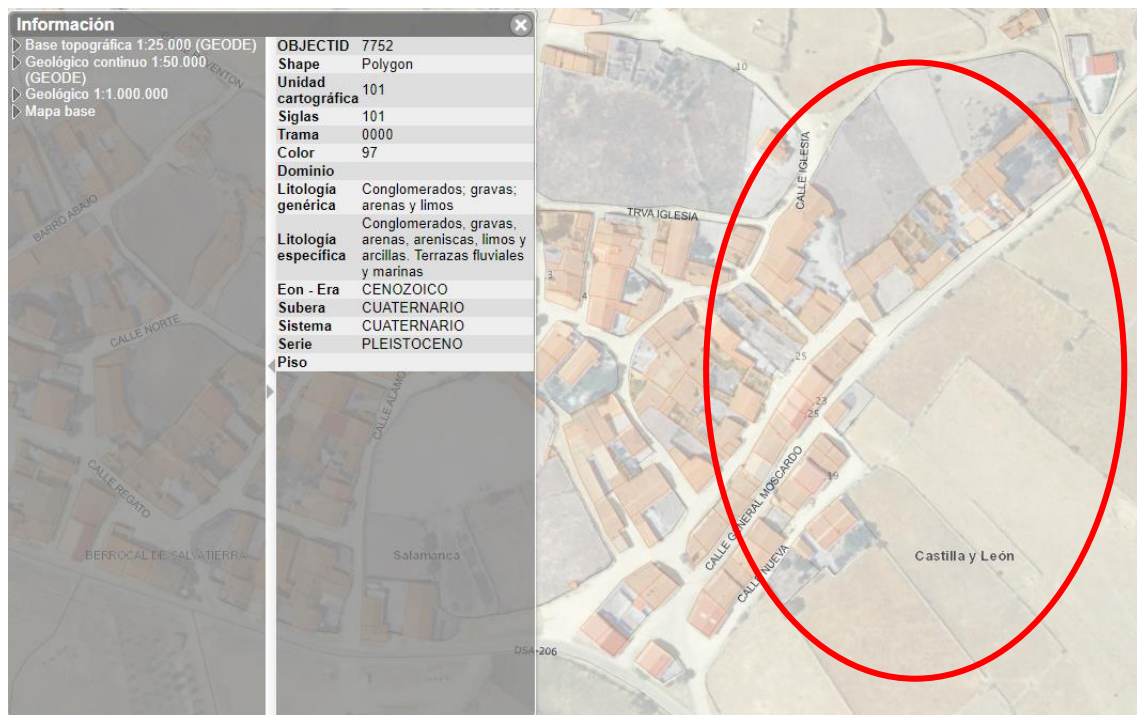 Información
Base topográfica 1:25.000 (GEODE)
Geológico continuo 1:50.000
(GEODE)
Geológico 1:1.000.000
Mapa base
OBJECTID 7752
Shape Polygon
Unidad
cartográfica 101
Siglas 101
Trama 0000
Color 97
Dominio
Litología
genérica
Conglomerados; gravas;
arenas y limos
Litología
específica
Conglomerados, gravas,
arenas, areniscas, limos y
arcillas. Terrazas fluviales
y marinas
Eon - Era CENOZOICO
Subera CUATERNARIO
Sistema CUATERNARIO
Serie PLEISTOCENO
Piso
BARRO ABAJO
CALLE NORTE
CALLE REGATO
CALLE ALAMO
BERROCAL DE SALVATIERRA
Salamanca
10
CALLE IGLESIA
TRVA IGLESIA
3
4
25
23
25
19
CALLE GENERAL MOSCARDO
CALLE NUEVA
Castilla y León
DSA-206